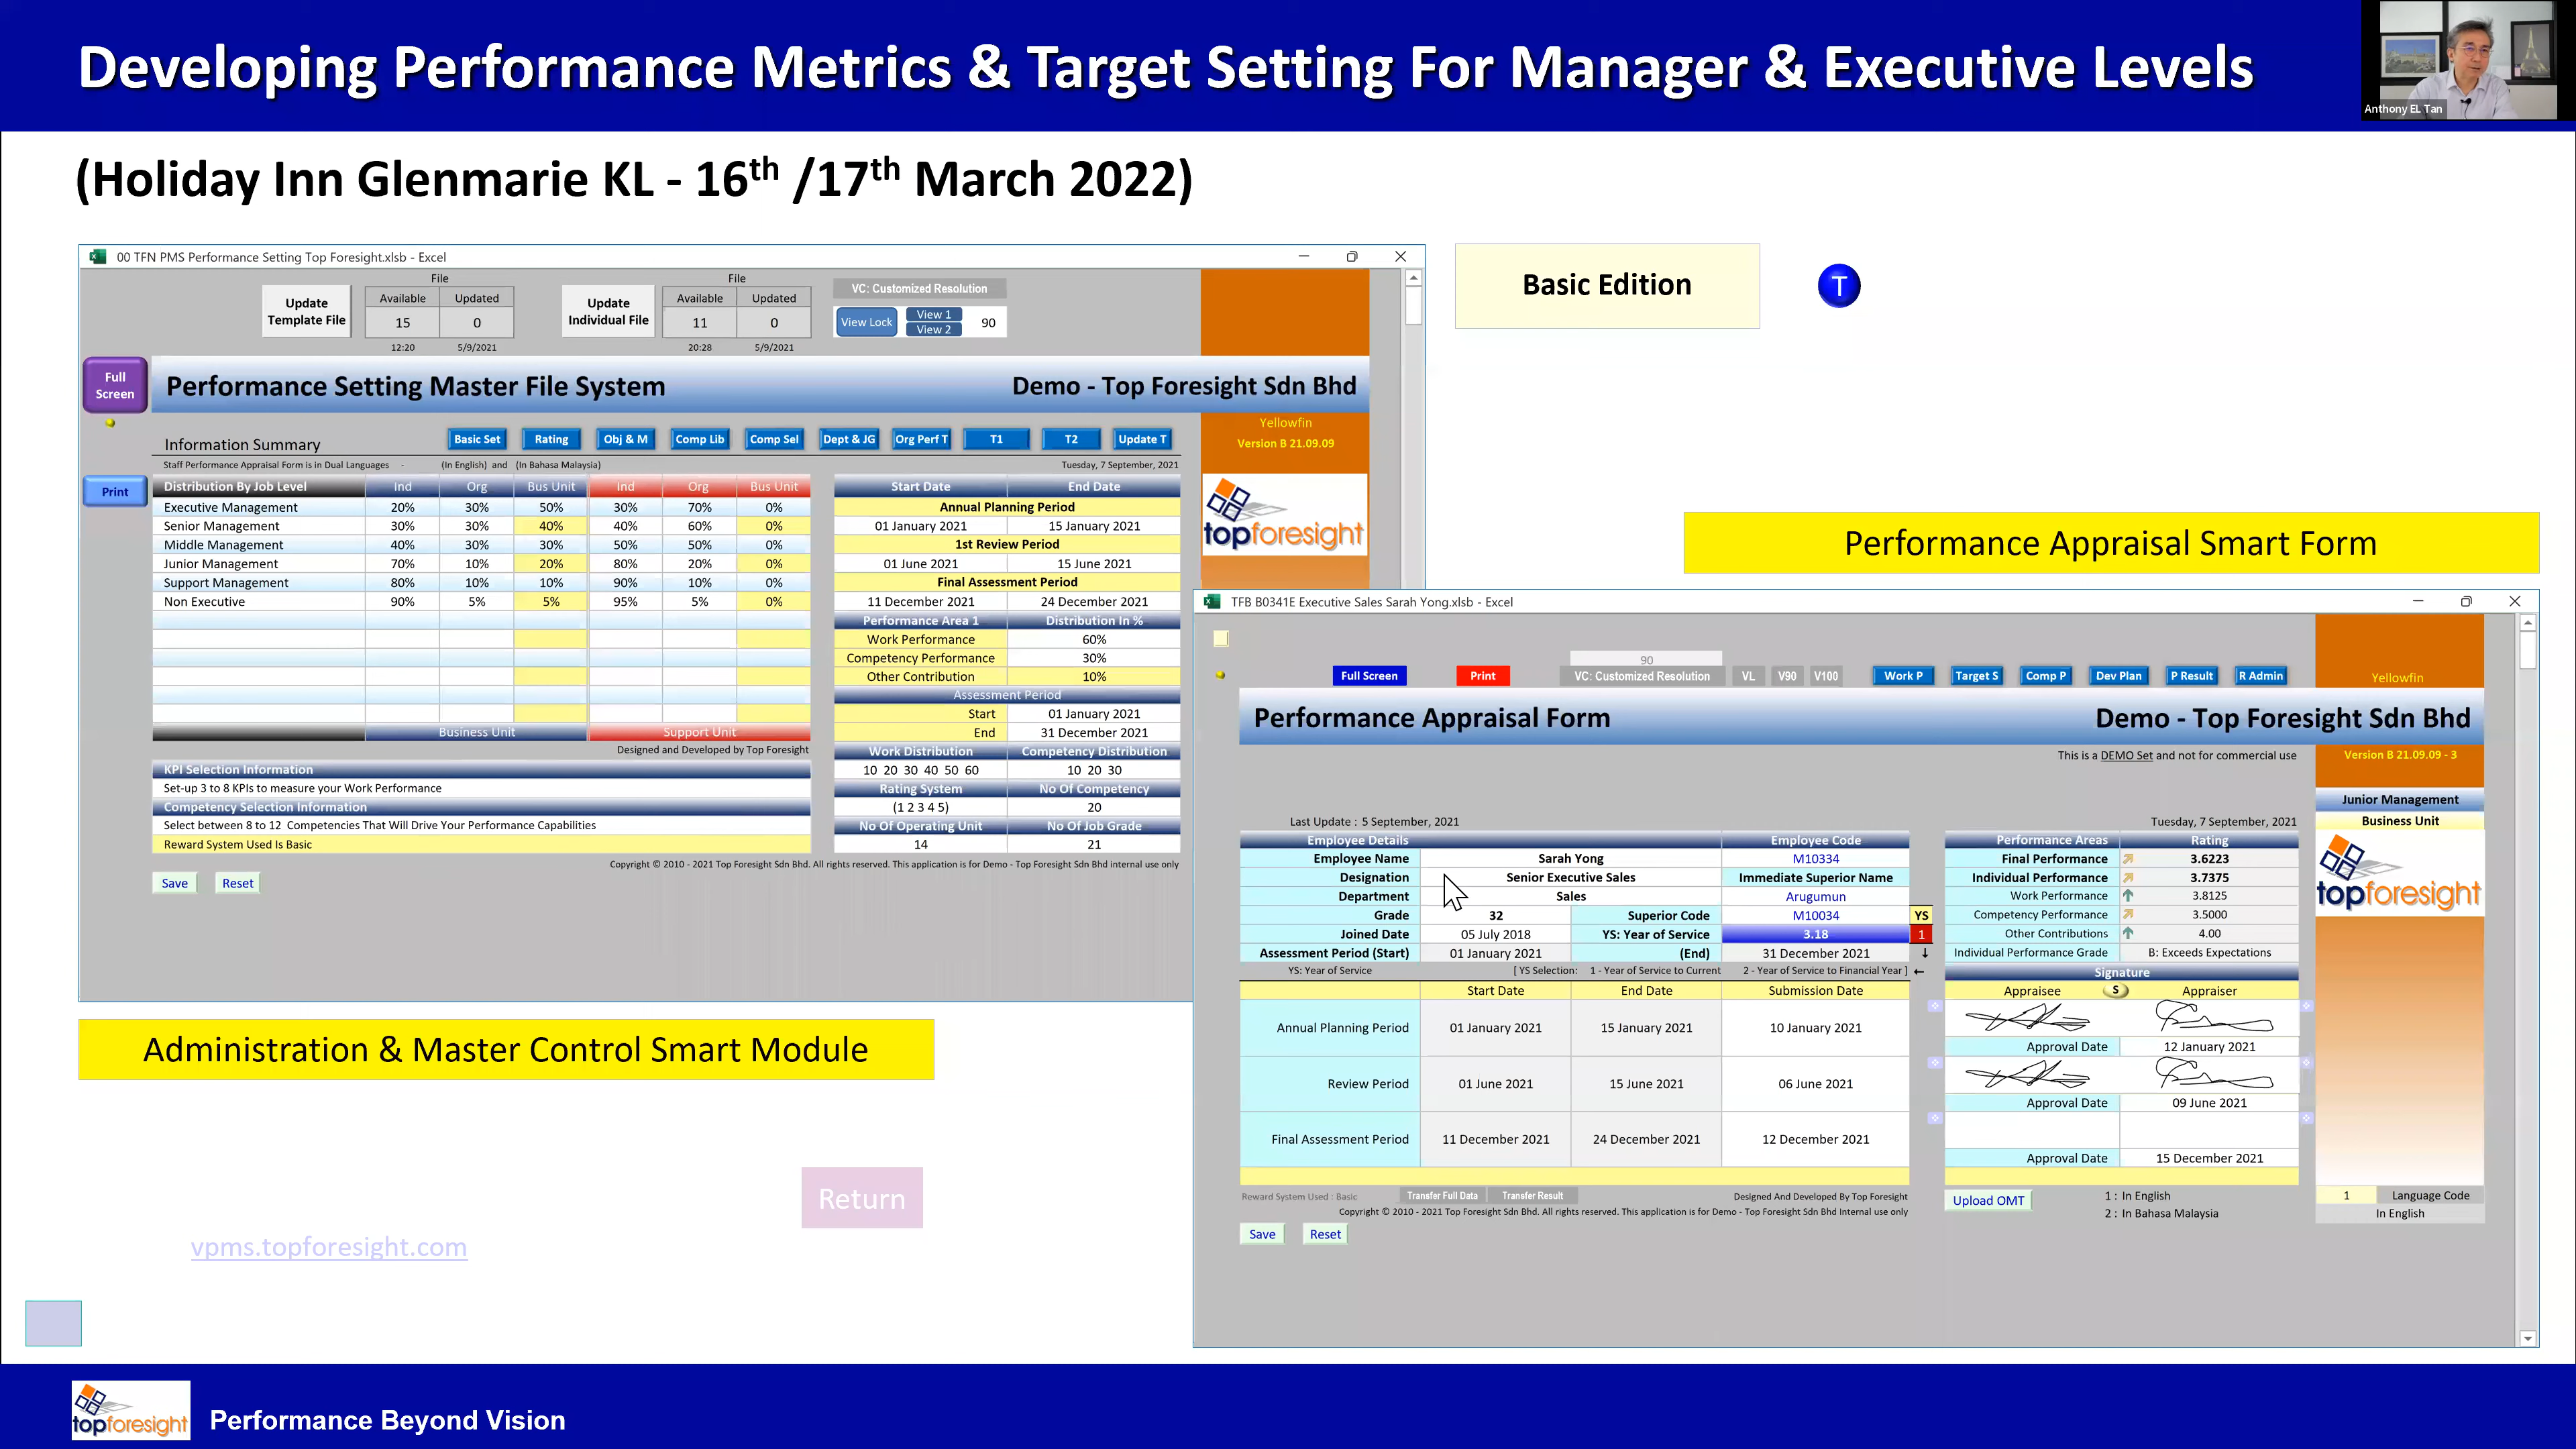 Developing Performance Metrics & Target Setting For Manager & Executive Levels
Anthony EL Tan
(Holiday Inn Glenmarie KL - 16th /17th March 2022)
00 TFN PMS Performance Setting Top Foresight.xlsb - Excel
File File
Update Template File Available Updated Update Individual File Available Updated VC: Customized Resolution
15 0 11 0 View Lock View 1 View 2 90
12:20 5/9/2021 20:28 5/9/2021
Full Screen
Performance Setting Master File System Demo - Top Foresight Sdn Bhd
Yellowfin
Version B 21.09.09
Information Summary Basic Set Rating Obj & M Comp Lib Comp Sel Dept & JG Org Perf T T1 T2 Update T
Staff Performance Appraisal Form is in Dual Languages - (In English) and (In Bahasa Malaysia) Tuesday, 7 September, 2021
Print
Distribution By Job Level Ind Org Bus Unit Ind Org Bus Unit
Executive Management 20% 30% 50% 30% 70% 0%
Senior Management 30% 30% 40% 40% 60% 0%
Middle Management 40% 30% 30% 50% 50% 0%
Junior Management 70% 10% 20% 80% 20% 0%
Support Management 80% 10% 10% 90% 10% 0%
Non Executive 90% 5% 5% 95% 5% 0%
Business Unit Support Unit
Designed and Developed by Top Foresight
KPI Selection Information
Set-up 3 to 8 KPIs to measure your Work Performance
Competency Selection Information
Select between 8 to 12 Competencies That Will Drive Your Performance Capabilities
Reward System Used Is Basic
Start Date End Date
Annual Planning Period
01 January 2021 15 January 2021
1st Review Period
01 June 2021 15 June 2021
Final Assessment Period
11 December 2021 24 December 2021
Performance Area 1 Distribution In %
Work Performance 60%
Competency Performance 30%
Other Contribution 10%
Assessment Period
Start 01 January 2021
End 31 December 2021
Work Distribution Competency Distribution
10 20 30 40 50 60 10 20 30
Rating System No Of Competency
(1 2 3 4 5) 20
No Of Operating Unit No Of Job Grade
14 21
Copyright © 2010 - 2021 Top Foresight Sdn Bhd. All rights reserved. This application is for Demo - Top Foresight Sdn Bhd internal use only
Save Reset
topforesight
Basic Edition
T
Performance Appraisal Smart Form
Administration & Master Control Smart Module
Return
vpms.topforesight.com
TFB B0341E Executive Sales Sarah Yong.xlsb - Excel
90
Full Screen Print VC: Customized Resolution VL V90 V100 Work P Target S Comp P Dev Plan P Result R Admin
Yellowfin
Performance Appraisal Form Demo - Top Foresight Sdn Bhd
This is a DEMO Set and not for commercial use
Version B 21.09.09 - 3
Junior Management
Business Unit
topforesight
Last Update : 5 September, 2021 Tuesday, 7 September, 2021
Employee Details Employee Code
Employee Name Sarah Yong M10334
Designation Senior Executive Sales Immediate Superior Name
Department Sales Arugumun
Grade 32 Superior Code M10034 YS
Joined Date 05 July 2018 YS: Year of Service 3.18 1
Assessment Period (Start) 01 January 2021 (End) 31 December 2021
YS: Year of Service [ YS Selection: 1 - Year of Service to Current 2 - Year of Service to Financial Year ]
Start Date End Date Submission Date
Annual Planning Period 01 January 2021 15 January 2021 10 January 2021
Review Period 01 June 2021 15 June 2021 06 June 2021
Final Assessment Period 11 December 2021 24 December 2021 12 December 2021
Performance Areas Rating
Final Performance 3.6223
Individual Performance 3.7375
Work Performance 3.8125
Competency Performance 3.5000
Other Contributions 4.00
Individual Performance Grade B: Exceeds Expectations
Signature
Appraisee S Appraiser
Approval Date 12 January 2021
Approval Date 09 June 2021
Approval Date 15 December 2021
Reward System Used : Basic Transfer Full Data Transfer Result Designed And Developed By Top Foresight
Copyright © 2010 - 2021 Top Foresight Sdn Bhd. All rights reserved. This application is for Demo - Top Foresight Sdn Bhd Internal use only
Save Reset
Upload OMT
1 : In English
2 : In Bahasa Malaysia
1 Language Code
In English
topforesight
Performance Beyond Vision